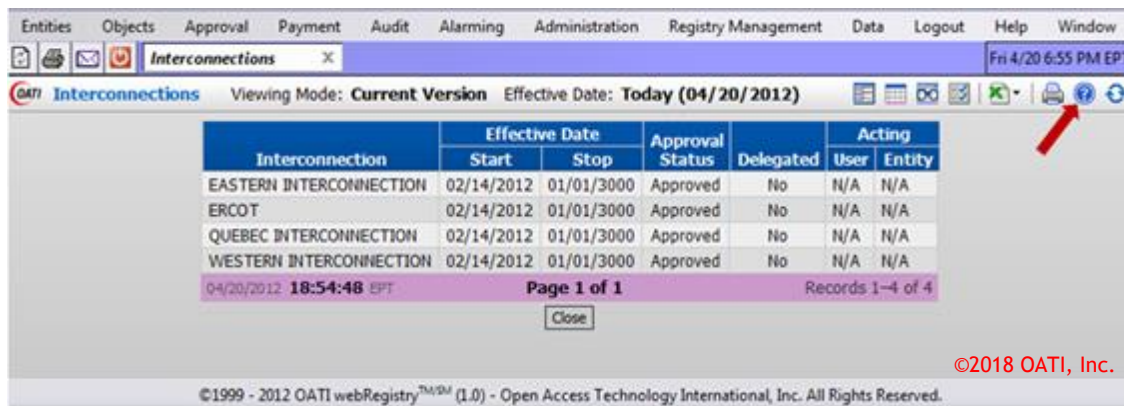 Entities Objects Approval Payment Audit Alarming Administration Registry Management Data Logout Help Window
Interconnections X Fri 4/20 6:55 PM EPT
OATI Interconnections Viewing Mode: Current Version Effective Date: Today (04/20/2012)
Effective Date Approval Acting
Interconnection Start Stop Status Delegated User Entity
EASTERN INTERCONNECTION 02/14/2012 01/01/3000 Approved No N/A N/A
ERCOT 02/14/2012 01/01/3000 Approved No N/A N/A
QUEBEC INTERCONNECTION 02/14/2012 01/01/3000 Approved No N/A N/A
WESTERN INTERCONNECTION 02/14/2012 01/01/3000 Approved No N/A N/A
04/20/2012 18:54:48 EPT Page 1 of 1 Records 1-4 of 4
Close
©2018 OATI, Inc.
©1999 - 2012 OATI webRegistry™/SM (1.0) - Open Access Technology International, Inc. All Rights Reserved.